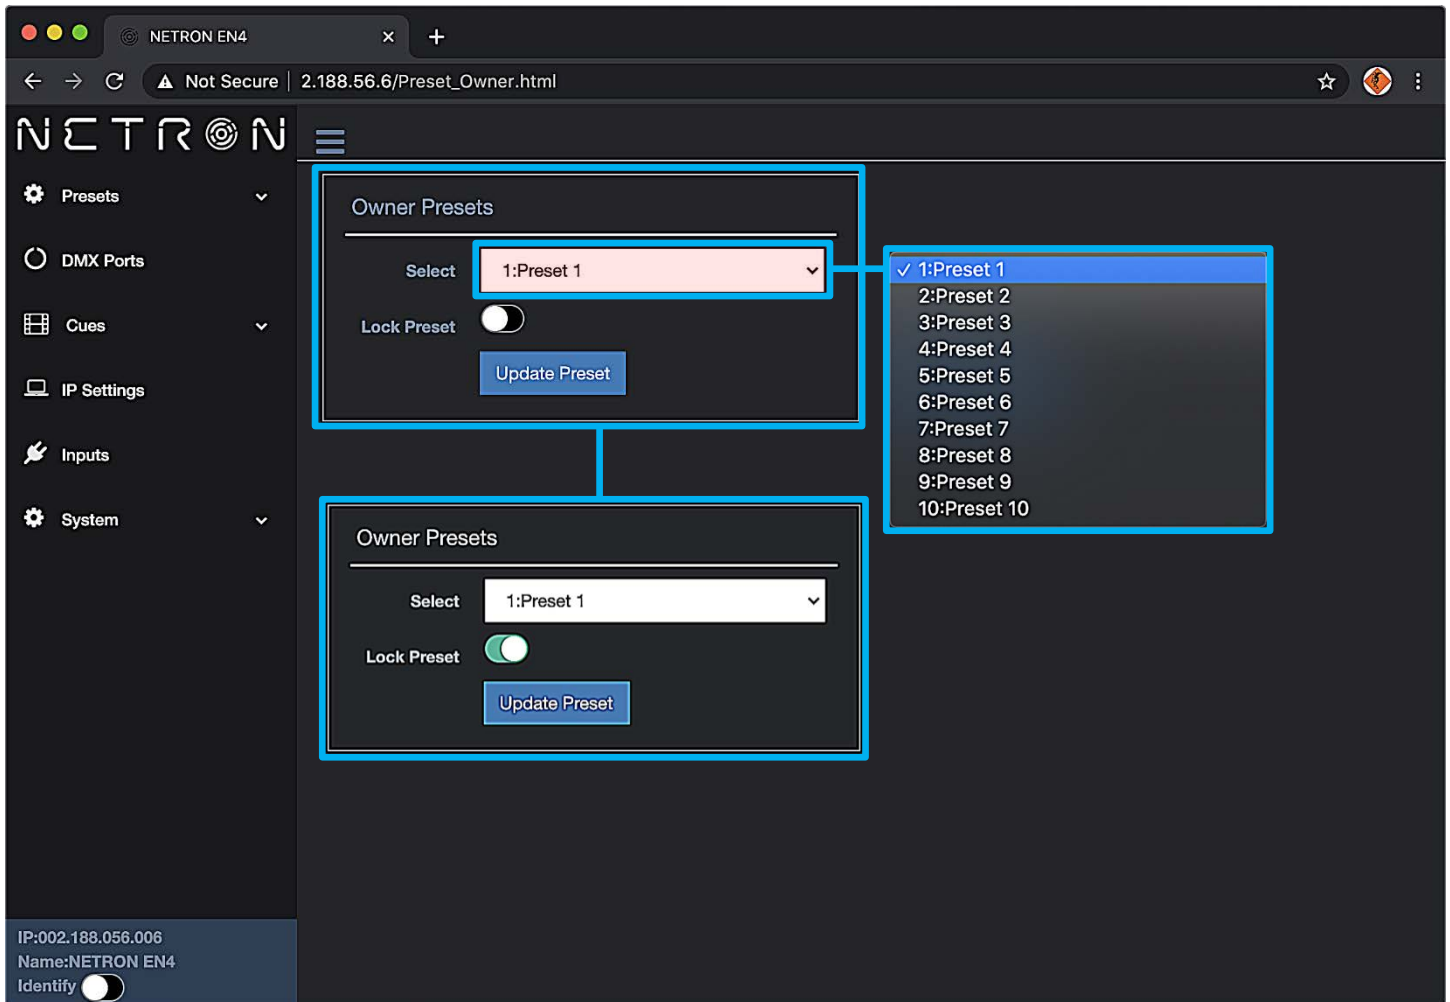 NETRON EN4
Not Secure | 2.188.56.6/Preset_Owner.html
NETRON
Presets
DMX Ports
Cues
IP Settings
Inputs
System
Owner Presets
Select 1:Preset 1
Lock Preset
Update Preset
1:Preset 1
2:Preset 2
3:Preset 3
4:Preset 4
5:Preset 5
6:Preset 6
7:Preset 7
8:Preset 8
9:Preset 9
10:Preset 10
Owner Presets
Select 1:Preset 1
Lock Preset
Update Preset
IP:002.188.056.006
Name:NETRON EN4
Identify